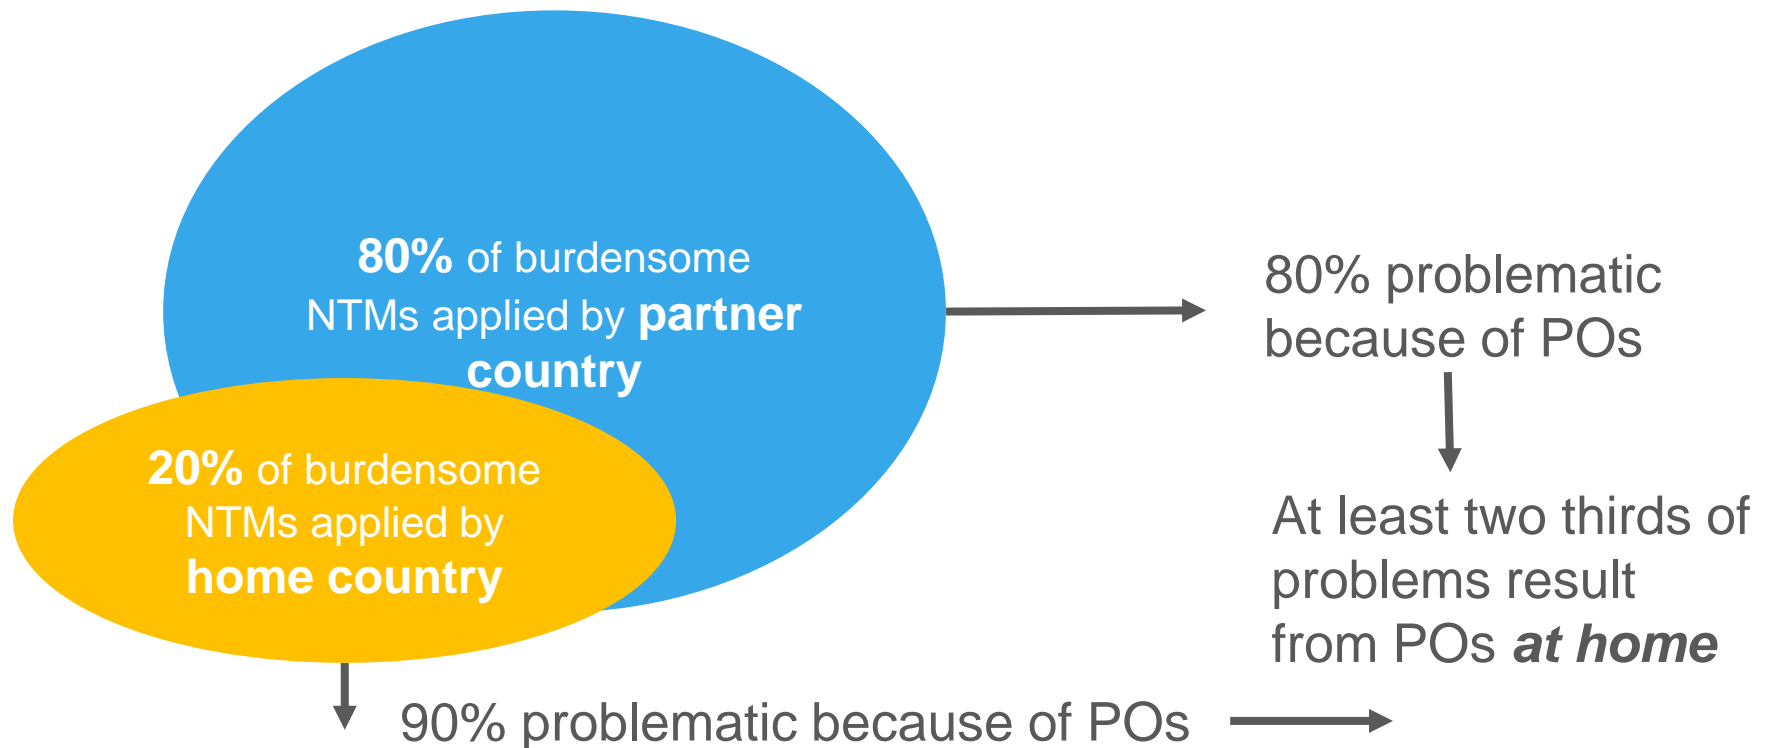 80% of burdensome
NTMs applied by partner
country
20% of burdensome
NTMs applied by
home country
80% problematic
because of POs
At least two thirds of
problems result
from POs at home
90% problematic because of POs